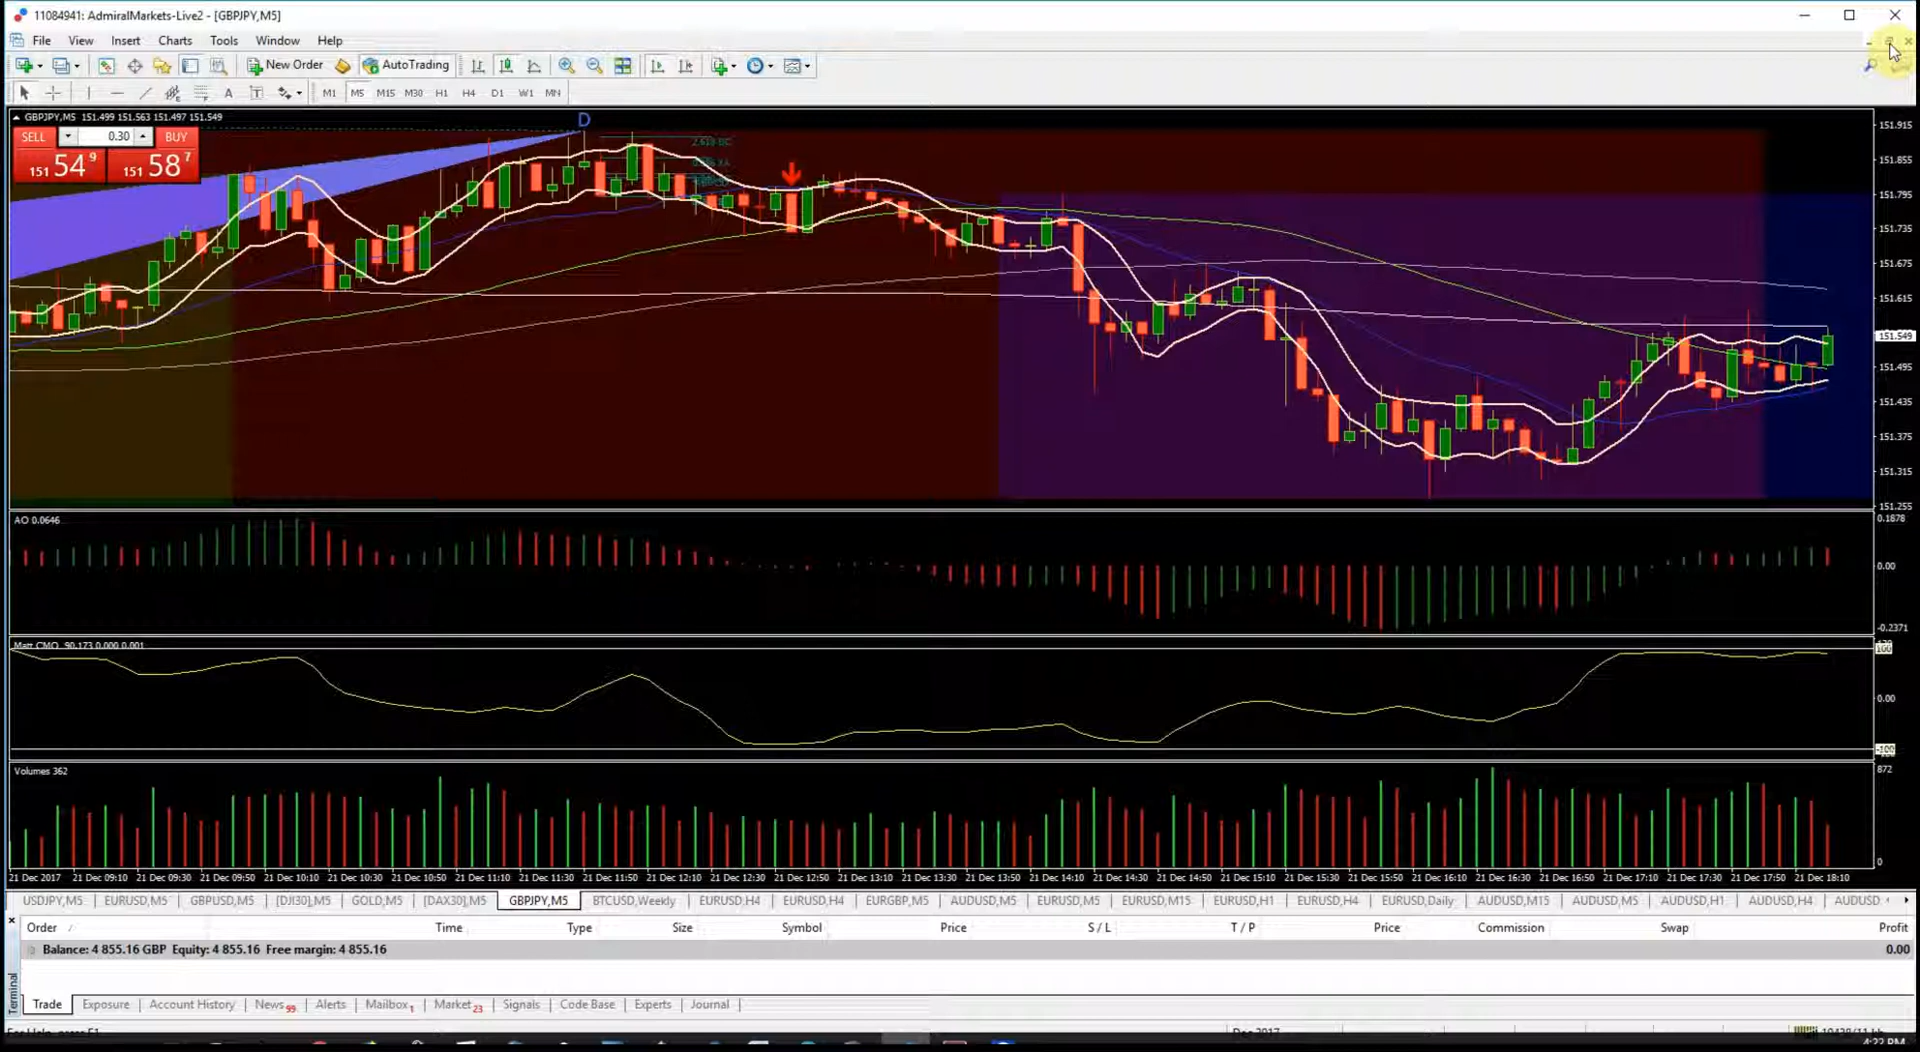 11084941: AdmiralMarkets-Live2 - [GBPJPY,M5]
File View Insert Charts Tools Window Help
New Order AutoTrading
A T M1 M5 M15 M30 H1 H4 D1 W1 MN
GBPJPY,M5 151.499 151.563 151.497 151.549
SELL 0.30 BUY
151 54 9 151 58 7
D
151.915
151.855
151.795
151.735
151.675
151.615
151.549
151.495
151.435
151.375
151.315
151.255
AO 0.0646
0.1878
0.00
-0.2371
Matt CMO 90.173 0.000 0.001
100
0.00
-100
Volumes 362
872
0
21 Dec 2017 21 Dec 09:10 21 Dec 09:30 21 Dec 09:50 21 Dec 10:10 21 Dec 10:30 21 Dec 10:50 21 Dec 11:10 21 Dec 11:30 21 Dec 11:50 21 Dec 12:10 21 Dec 12:30 21 Dec 12:50 21 Dec 13:10 21 Dec 13:30 21 Dec 13:50 21 Dec 14:10 21 Dec 14:30 21 Dec 14:50 21 Dec 15:10 21 Dec 15:30 21 Dec 15:50 21 Dec 16:10 21 Dec 16:30 21 Dec 16:50 21 Dec 17:10 21 Dec 17:30 21 Dec 17:50 21 Dec 18:10
USDJPY,M5 EURUSD,M5 GBPUSD,M5 [DJI30],M5 GOLD,M5 [DAX30],M5 GBPJPY,M5 BTCUSD,Weekly EURUSD,H4 EURUSD,H4 EURGBP,M5 AUDUSD,M5 EURUSD,M5 EURUSD,M15 EURUSD,H1 EURUSD,H4 EURUSD,Daily AUDUSD,M15 AUDUSD,M5 AUDUSD,H1 AUDUSD,H4 AUDUSD
Order / Time Type Size Symbol Price S / L T / P Price Commission Swap Profit
Balance: 4 855.16 GBP Equity: 4 855.16 Free margin: 4 855.16 0.00
Terminal
Trade Exposure Account History News 99 Alerts Mailbox 1 Market 23 Signals Code Base Experts Journal
4:22 PM